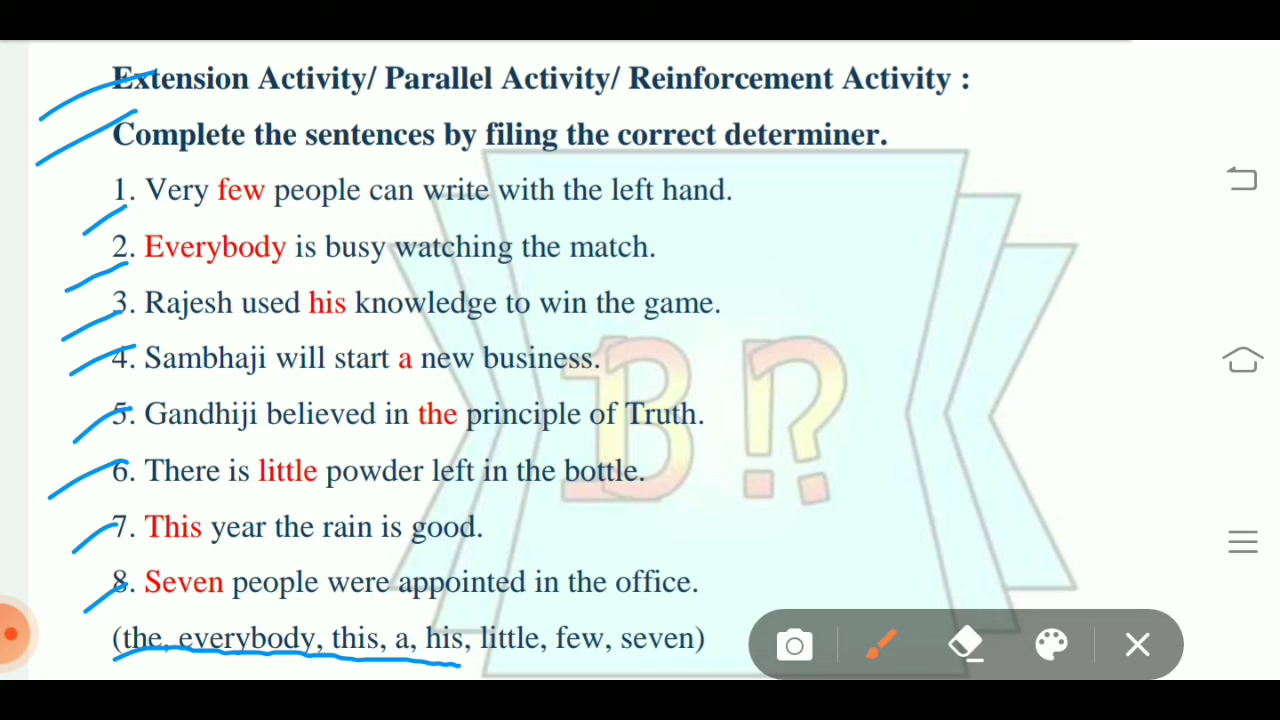 Extension Activity/ Parallel Activity/ Reinforcement Activity :
Complete the sentences by filing the correct determiner.
1. Very few people can write with the left hand.
2. Everybody is busy watching the match.
3. Rajesh used his knowledge to win the game.
4. Sambhaji will start a new business.
5. Gandhiji believed in the principle of Truth.
6. There is little powder left in the bottle.
7. This year the rain is good.
8. Seven people were appointed in the office.
(the, everybody, this, a, his, little, few, seven)